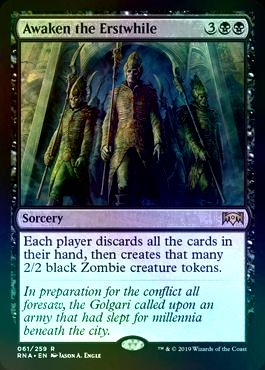 Awaken the Erstwhile 3
Sorcery
Each player discards all the cards in
their hand, then creates that many
2/2 black Zombie creature tokens.
In preparation for the conflict all
foresaw, the Golgari called upon an
army that had slept for millennia
beneath the city.
061/259 R
RNA • EN Jason A. Engle
™ & © 2019 Wizards of the Coast